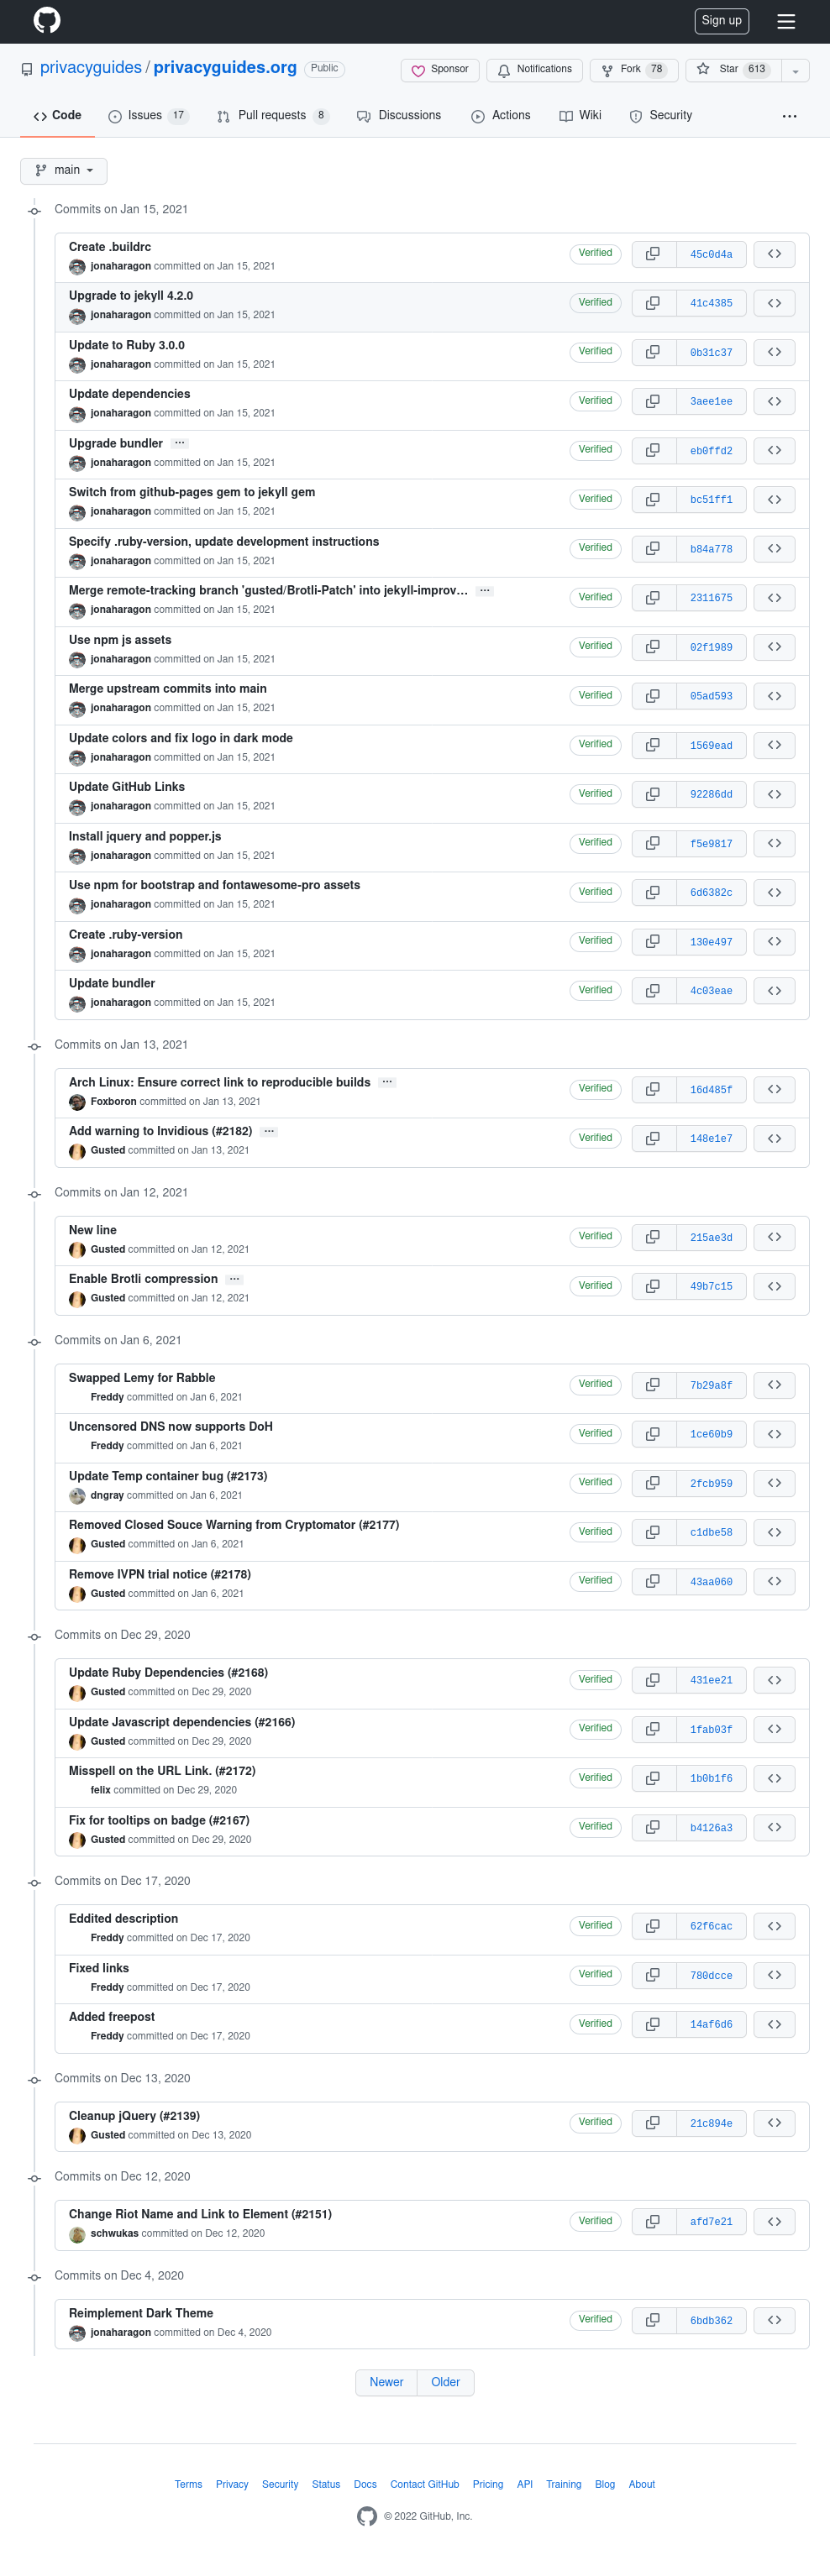 Sign up
privacyguides / privacyguides.org Public
Sponsor Notifications Fork 78 Star 613
Code Issues 17 Pull requests 8 Discussions Actions Wiki Security
main
Commits on Jan 15, 2021
Create .buildrc
jonaharagon committed on Jan 15, 2021
Verified 45c0d4a
Upgrade to jekyll 4.2.0
jonaharagon committed on Jan 15, 2021
Verified 41c4385
Update to Ruby 3.0.0
jonaharagon committed on Jan 15, 2021
Verified 0b31c37
Update dependencies
jonaharagon committed on Jan 15, 2021
Verified 3aee1ee
Upgrade bundler …
jonaharagon committed on Jan 15, 2021
Verified eb0ffd2
Switch from github-pages gem to jekyll gem
jonaharagon committed on Jan 15, 2021
Verified bc51ff1
Specify .ruby-version, update development instructions
jonaharagon committed on Jan 15, 2021
Verified b84a778
Merge remote-tracking branch 'gusted/Brotli-Patch' into jekyll-improv… …
jonaharagon committed on Jan 15, 2021
Verified 2311675
Use npm js assets
jonaharagon committed on Jan 15, 2021
Verified 02f1989
Merge upstream commits into main
jonaharagon committed on Jan 15, 2021
Verified 05ad593
Update colors and fix logo in dark mode
jonaharagon committed on Jan 15, 2021
Verified 1569ead
Update GitHub Links
jonaharagon committed on Jan 15, 2021
Verified 92286dd
Install jquery and popper.js
jonaharagon committed on Jan 15, 2021
Verified f5e9817
Use npm for bootstrap and fontawesome-pro assets
jonaharagon committed on Jan 15, 2021
Verified 6d6382c
Create .ruby-version
jonaharagon committed on Jan 15, 2021
Verified 130e497
Update bundler
jonaharagon committed on Jan 15, 2021
Verified 4c03eae
Commits on Jan 13, 2021
Arch Linux: Ensure correct link to reproducible builds …
Foxboron committed on Jan 13, 2021
Verified 16d485f
Add warning to Invidious (#2182) …
Gusted committed on Jan 13, 2021
Verified 148e1e7
Commits on Jan 12, 2021
New line
Gusted committed on Jan 12, 2021
Verified 215ae3d
Enable Brotli compression …
Gusted committed on Jan 12, 2021
Verified 49b7c15
Commits on Jan 6, 2021
Swapped Lemy for Rabble
Freddy committed on Jan 6, 2021
Verified 7b29a8f
Uncensored DNS now supports DoH
Freddy committed on Jan 6, 2021
Verified 1ce60b9
Update Temp container bug (#2173)
dngray committed on Jan 6, 2021
Verified 2fcb959
Removed Closed Souce Warning from Cryptomator (#2177)
Gusted committed on Jan 6, 2021
Verified c1dbe58
Remove IVPN trial notice (#2178)
Gusted committed on Jan 6, 2021
Verified 43aa060
Commits on Dec 29, 2020
Update Ruby Dependencies (#2168)
Gusted committed on Dec 29, 2020
Verified 431ee21
Update Javascript dependencies (#2166)
Gusted committed on Dec 29, 2020
Verified 1fab03f
Misspell on the URL Link. (#2172)
felix committed on Dec 29, 2020
Verified 1b0b1f6
Fix for tooltips on badge (#2167)
Gusted committed on Dec 29, 2020
Verified b4126a3
Commits on Dec 17, 2020
Eddited description
Freddy committed on Dec 17, 2020
Verified 62f6cac
Fixed links
Freddy committed on Dec 17, 2020
Verified 780dcce
Added freepost
Freddy committed on Dec 17, 2020
Verified 14af6d6
Commits on Dec 13, 2020
Cleanup jQuery (#2139)
Gusted committed on Dec 13, 2020
Verified 21c894e
Commits on Dec 12, 2020
Change Riot Name and Link to Element (#2151)
schwukas committed on Dec 12, 2020
Verified afd7e21
Commits on Dec 4, 2020
Reimplement Dark Theme
jonaharagon committed on Dec 4, 2020
Verified 6bdb362
Newer Older
Terms Privacy Security Status Docs Contact GitHub Pricing API Training Blog About
© 2022 GitHub, Inc.